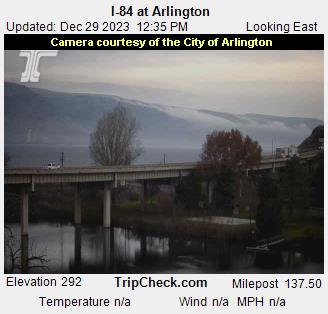 I-84 at Arlington
Updated: Dec 29 2023 12:35 PM Looking East
Camera courtesy of the City of Arlington
Elevation 292 TripCheck.com Milepost 137.50
Temperature n/a Wind n/a MPH n/a